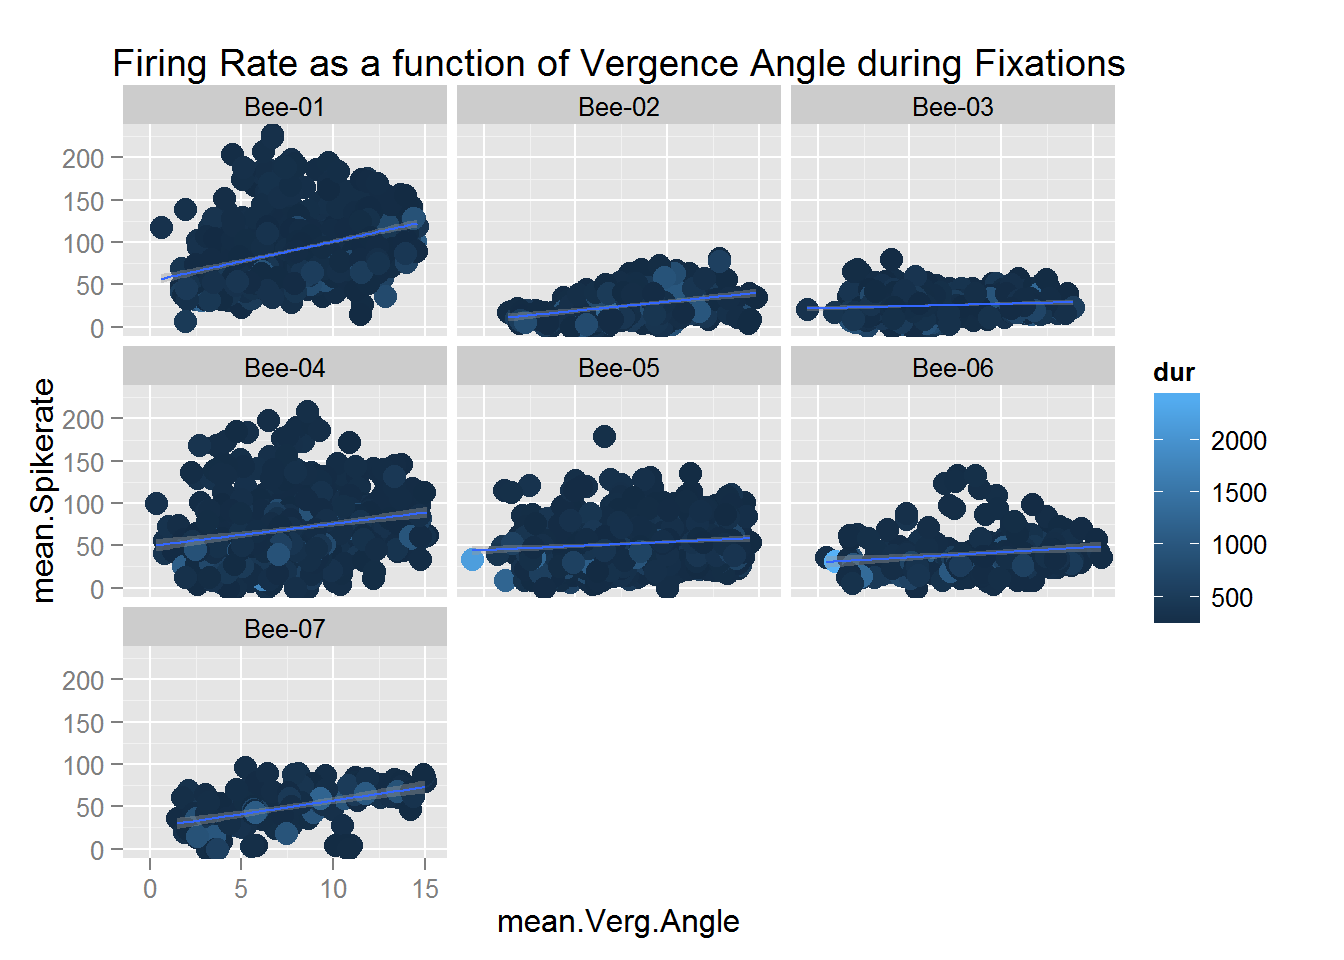 Firing Rate as a function of Vergence Angle during Fixations
Bee-01
Bee-02
Bee-03
200
150
100
50
0
Bee-04
Bee-05
Bee-06
200
150
100
50
0
Bee-07
200
150
100
50
0
0
5
10
15
mean.Verg.Angle
mean.Spikerate
dur
2000
1500
1000
500